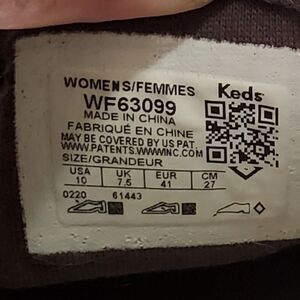 WOMENS/FEMMES
Keds
WF63099
MADE IN CHINA
FABRIQUÉ EN CHINE
MAY BE COVERED BY US PAT
WWW.PATENTS.WWWINC.COM
SIZE/GRANDEUR
USA UK EUR CM
10 7.5 41 27
0220 61443